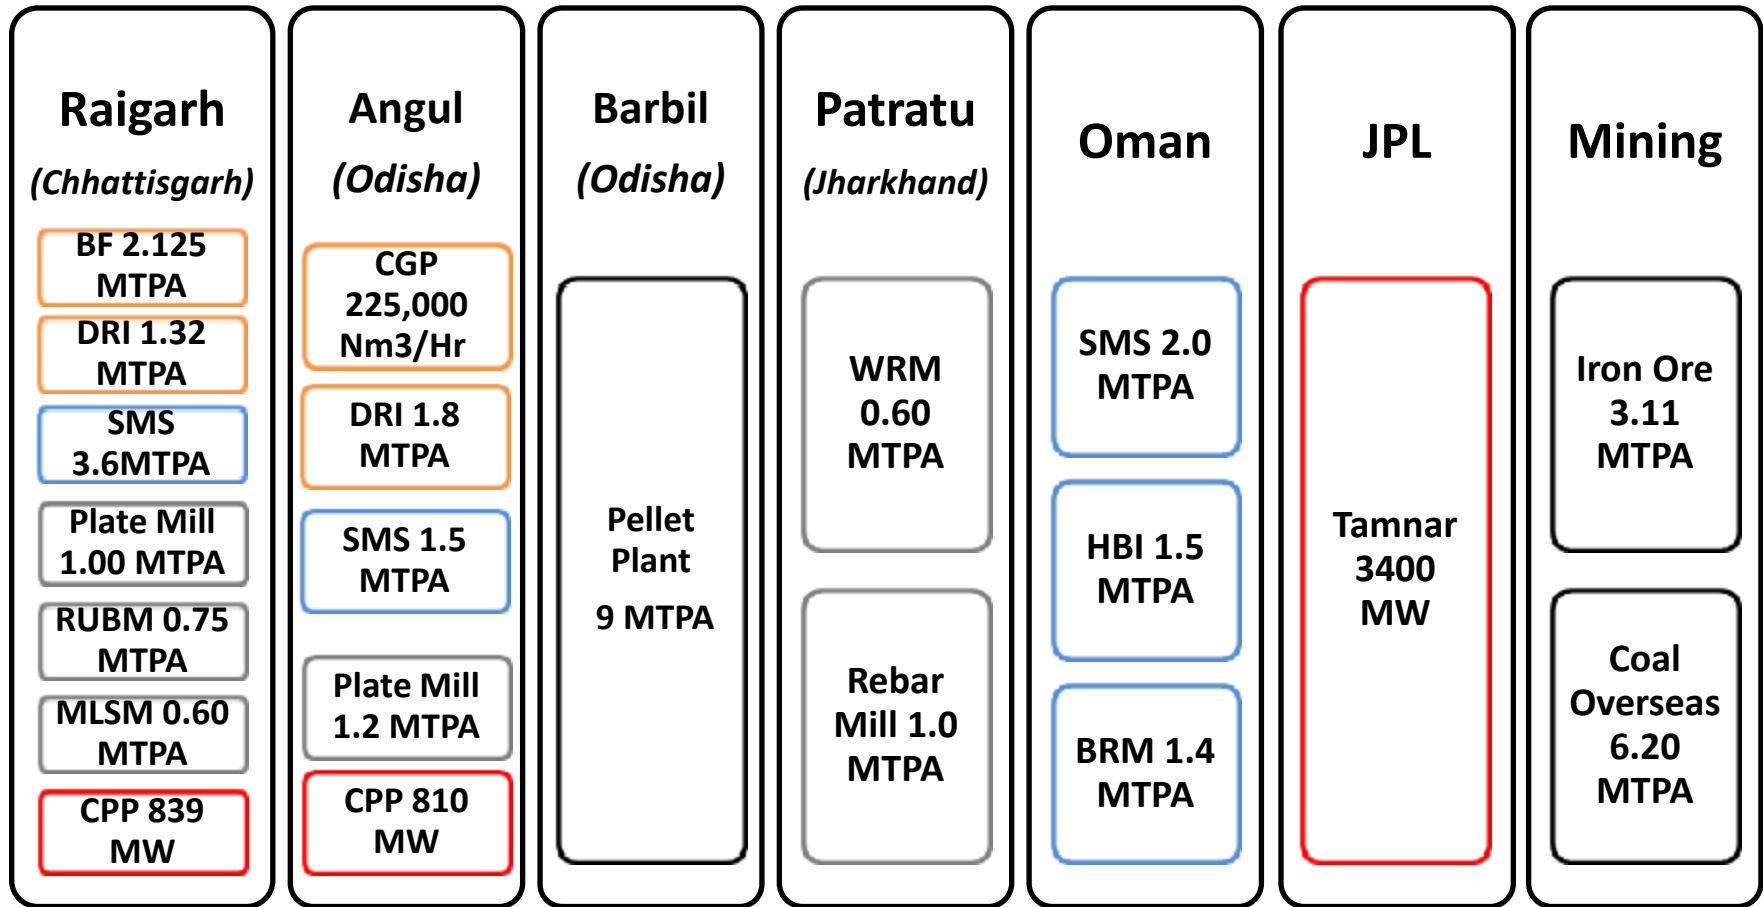 Raigarh
(Chhattisgarh)
BF 2.125
MTPA
DRI 1.32
MTPA
SMS
3.6MTPA
Plate Mill
1.00 MTPA
RUBM 0.75
MTPA
MLSM 0.60
MTPA
CPP 839
MW
Angul
(Odisha)
CGP
225,000
Nm3/Hr
DRI 1.8
MTPA
SMS 1.5
MTPA
Plate Mill
1.2 MTPA
CPP 810
MW
Barbil
(Odisha)
Pellet
Plant
9 MTPA
Patratu
(Jharkhand)
WRM
0.60
MTPA
Rebar
Mill 1.0
MTPA
Oman
SMS 2.0
MTPA
HBI 1.5
MTPA
BRM 1.4
MTPA
JPL
Tamnar
3400
MW
Mining
Iron Ore
3.11
MTPA
Coal
Overseas
6.20
MTPA